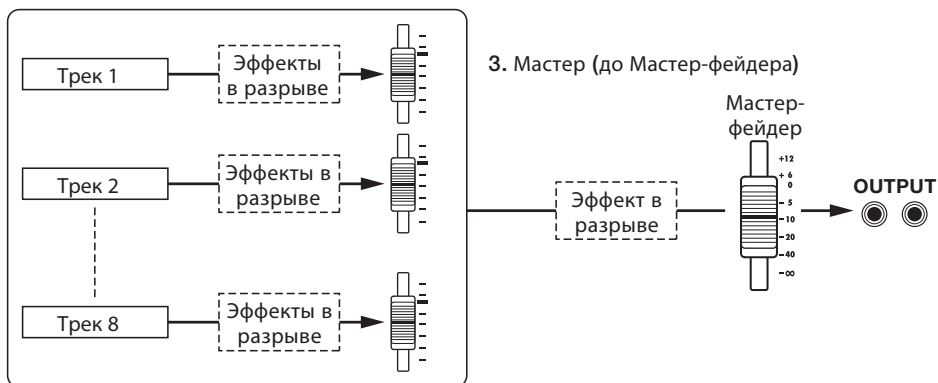 Трек 1
Эффекты
в разрыве
3. Мастер (до Мастер-фейдера)
Мастер-
фейдер
Трек 2
Эффекты в
разрыве
Эффект в
разрыве
+12
+ 6
0
- 5
-10
-20
-40
-∞
OUTPUT
Трек 8
Эффекты в
разрыве